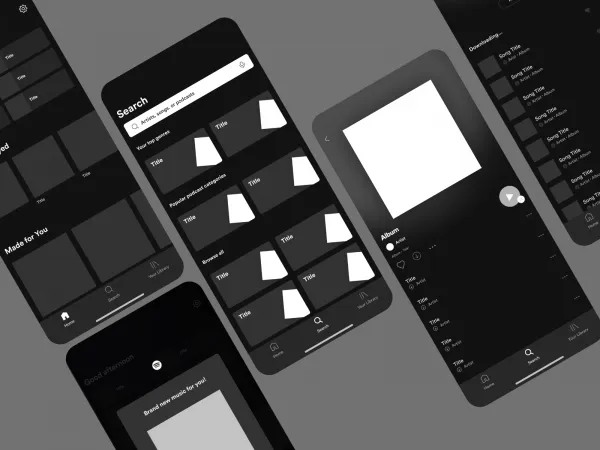 Title
Title
Title
Title
Title
Made for You
Home
Search
Your Library
Search
Artists, songs, or podcasts
Your top genres
Title
Title
Popular podcast categories
Title
Title
Browse all
Title
Title
Title
Title
Home
Search
Your Library
Good afternoon
Brand new music for you!
Album
Artist
Title
Artist
Title
Artist
Title
Artist
Title
Artist
Title
Artist
Home
Search
Your Library
Downloading...
Song Title
Artist • Album
Song Title
Artist • Album
Song Title
Artist • Album
Song Title
Artist • Album
Song Title
Artist • Album
Song Title
Artist • Album
Song Title
Artist • Album
Song Title
Home